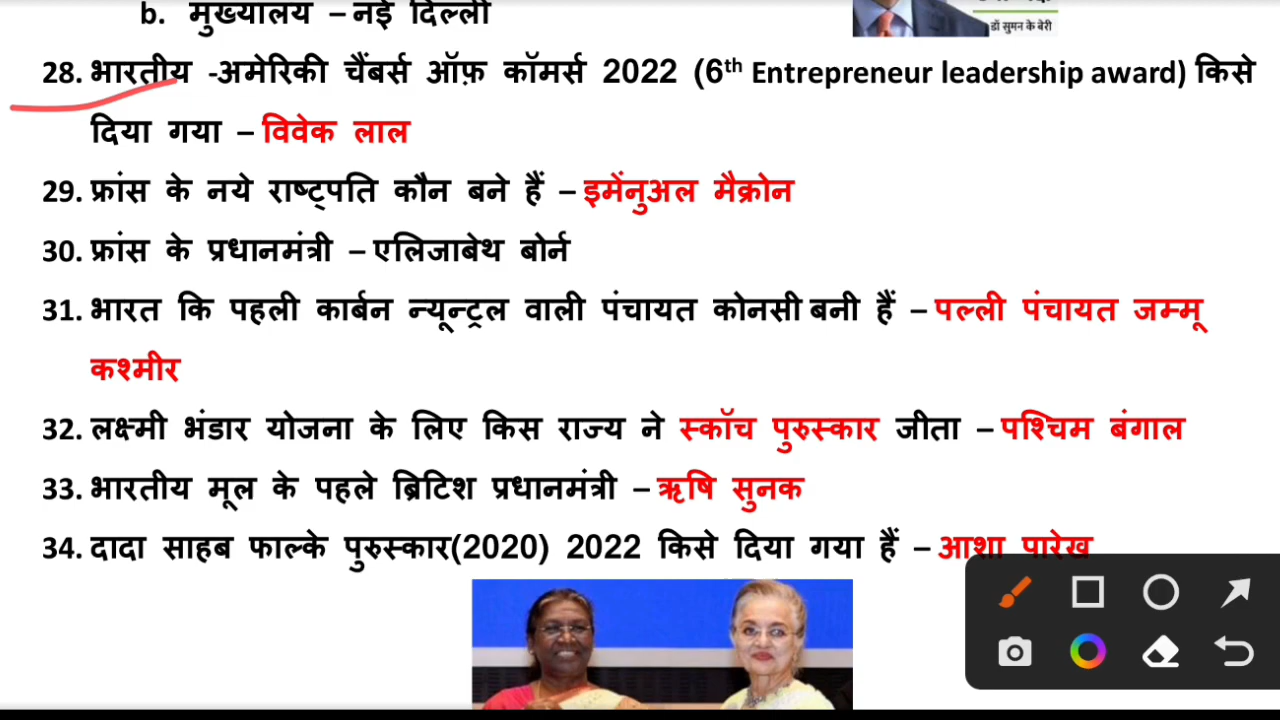 b. मुख्यालय – नई दिल्ली
डॉ सुमन के बेरी
28. भारतीय -अमेरिकी चैंबर्स ऑफ़ कॉमर्स 2022 (6th Entrepreneur leadership award) किसे
दिया गया – विवेक लाल
29. फ्रांस के नये राष्ट्पति कौन बने हैं – इमेंनुअल मैक्रोन
30. फ्रांस के प्रधानमंत्री – एलिजाबेथ बोर्न
31. भारत कि पहली कार्बन न्यून्ट्रल वाली पंचायत कोनसी बनी हैं – पल्ली पंचायत जम्मू
कश्मीर
32. लक्ष्मी भंडार योजना के लिए किस राज्य ने स्कॉच पुरुस्कार जीता – पश्चिम बंगाल
33. भारतीय मूल के पहले ब्रिटिश प्रधानमंत्री – ऋषि सुनक
34. दादा साहब फाल्के पुरुस्कार(2020) 2022 किसे दिया गया हैं – आशा पारेख